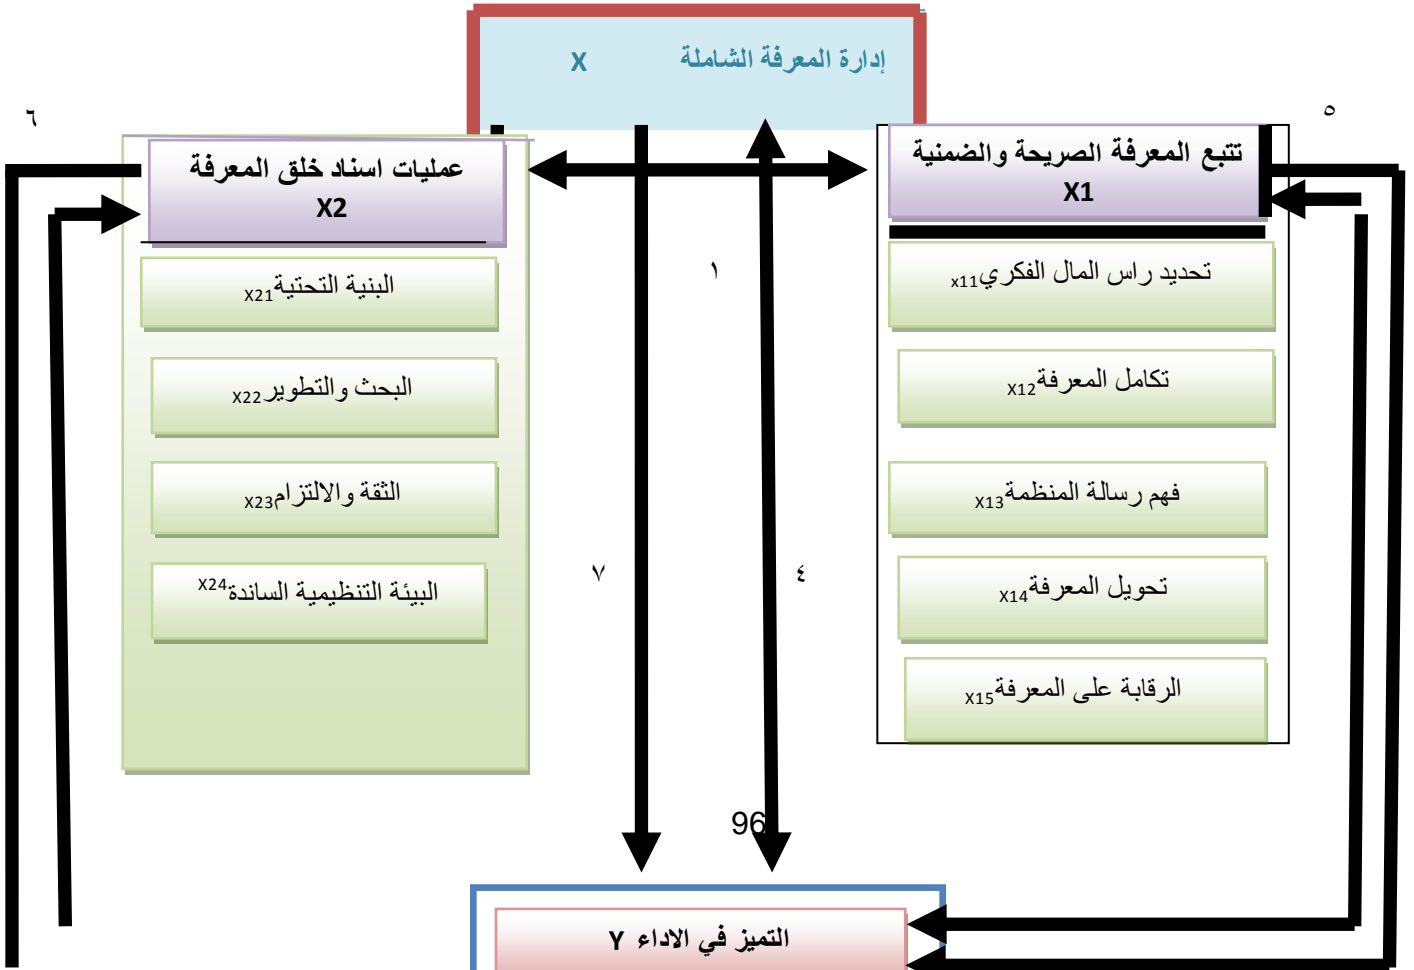 إدارة المعرفة الشاملة X
٥
٦
تتبع المعرفة الصريحة والضمنية
X1
عمليات اسناد خلق المعرفة
X2
تحديد راس المال الفكري x11
تكامل المعرفة X12
فهم رسالة المنظمة X13
تحويل المعرفة X14
الرقابة على المعرفة X15
البنية التحتية X21
البحث والتطوير X22
الثقة والالتزام X23
البيئة التنظيمية الساندة X24
١
٤
٧
96
التميز في الاداء Y